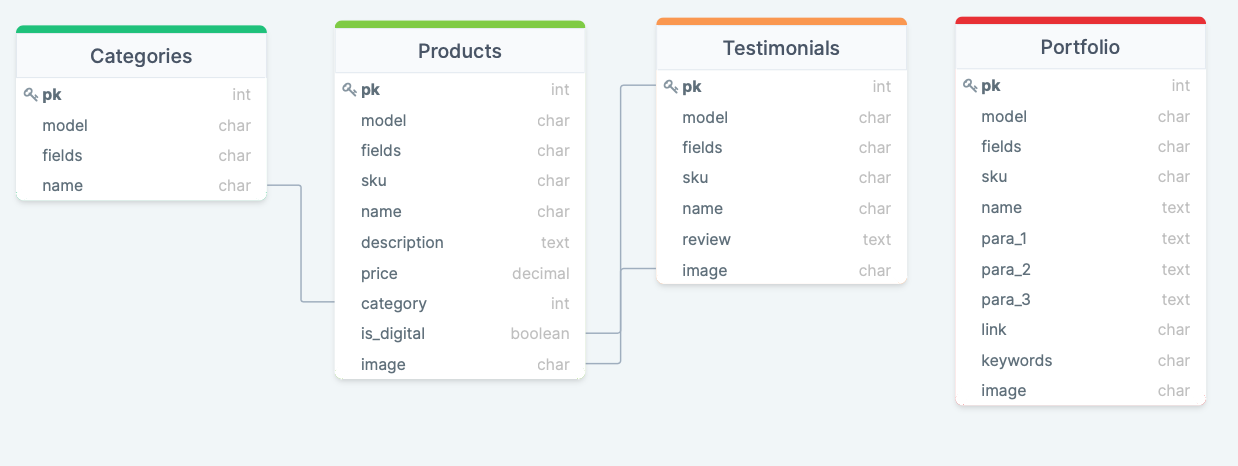 Categories
pk int
model char
fields char
name char
Products
pk int
model char
fields char
sku char
name char
description text
price decimal
category int
is_digital boolean
image char
Testimonials
pk int
model char
fields char
sku char
name char
review text
image char
Portfolio
pk int
model char
fields char
sku char
name text
para_1 text
para_2 text
para_3 text
link char
keywords char
image char